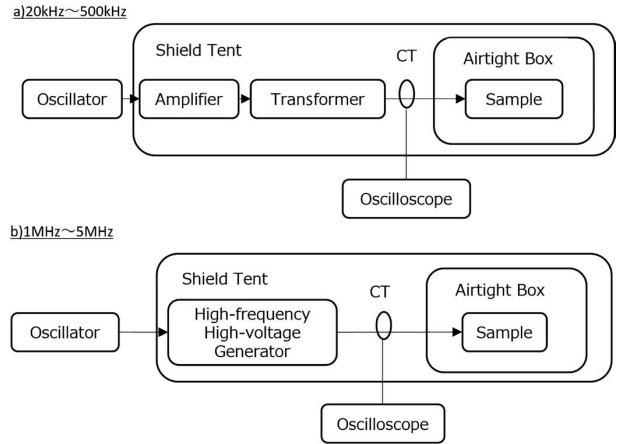 a)20kHz～500kHz
Shield Tent
CT
Airtight Box
Oscillator
Amplifier
Transformer
Sample
Oscilloscope
b)1MHz～5MHz
Shield Tent
CT
Airtight Box
Oscillator
High-frequency
High-voltage
Generator
Sample
Oscilloscope